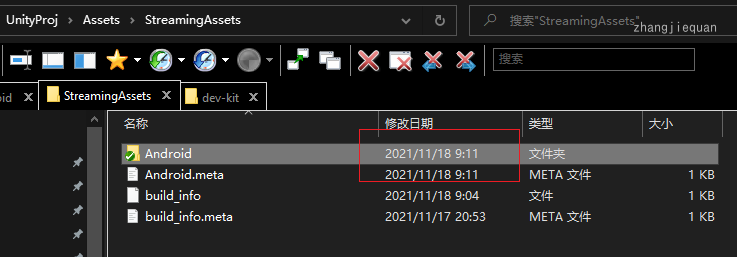 UnityProj > Assets > StreamingAssets
搜索"StreamingAssets"
zhangjiequan
搜索
oid StreamingAssets dev-kit
名称 修改日期 类型 大小
Android 2021/11/18 9:11 文件夹
Android.meta 2021/11/18 9:11 META 文件 1 KB
build_info 2021/11/18 9:04 文件 1 KB
build_info.meta 2021/11/17 20:53 META 文件 1 KB